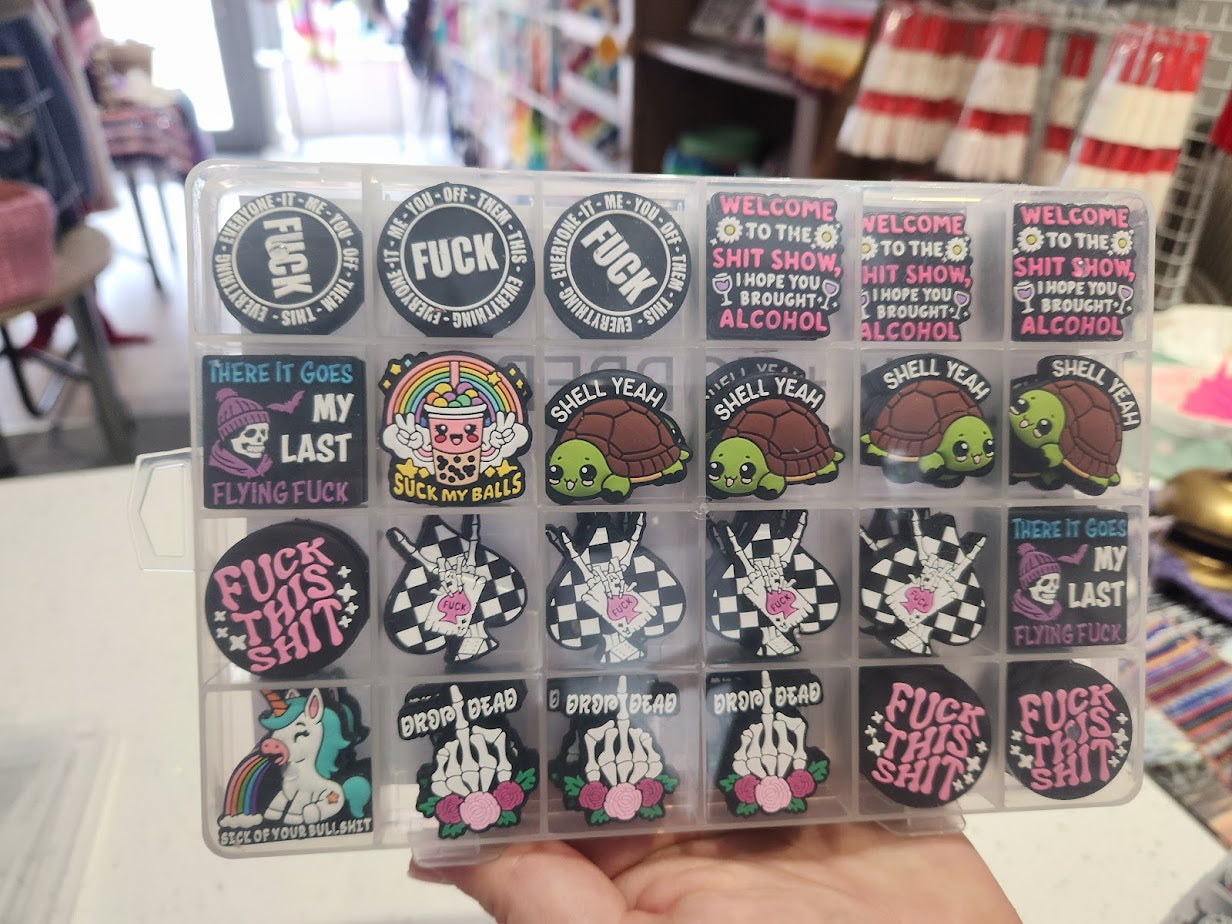 FUCK
EVERYONE - IT - ME - YOU - OFF - THEM - THIS - EVERYTHING -
FUCK
EVERYONE - IT - ME - YOU - OFF - THEM - THIS - EVERYTHING -
FUCK
EVERYONE - IT - ME - YOU - OFF - THEM - THIS - EVERYTHING -
WELCOME
TO THE
SHIT SHOW,
I HOPE YOU
BROUGHT
ALCOHOL
WELCOME
TO THE
HIT SHOW,
I HOPE YOU
BROUGHT
ALCOHOL
WELCOME
TO THE
SHIT SHOW,
I HOPE YOU
BROUGHT
ALCOHOL
THERE IT GOES
MY
LAST
FLYING FUCK
SUCK MY BALLS
SHELL YEAH
SHELL YEAH
SHELL YEAH
SHELL YEAH
SHELL YEAH
FUCK
THIS
SHIT
FUCK
FUCK
FUCK
FUCK
THERE IT GOES
MY
LAST
FLYING FUCK
SICK OF YOUR BULLSHIT
DROP DEAD
DROP DEAD
DROP DEAD
FUCK
THIS
SHIT
FUCK
THIS
SHIT